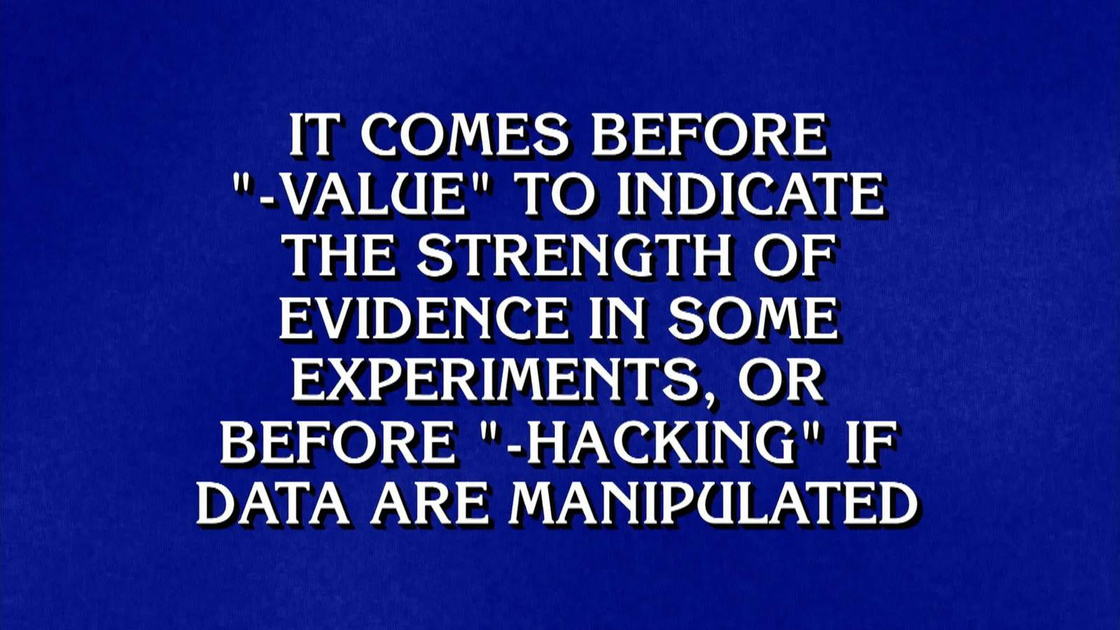 IT COMES BEFORE
"-VALUE" TO INDICATE
THE STRENGTH OF
EVIDENCE IN SOME
EXPERIMENTS, OR
BEFORE "-HACKING" IF
DATA ARE MANIPULATED